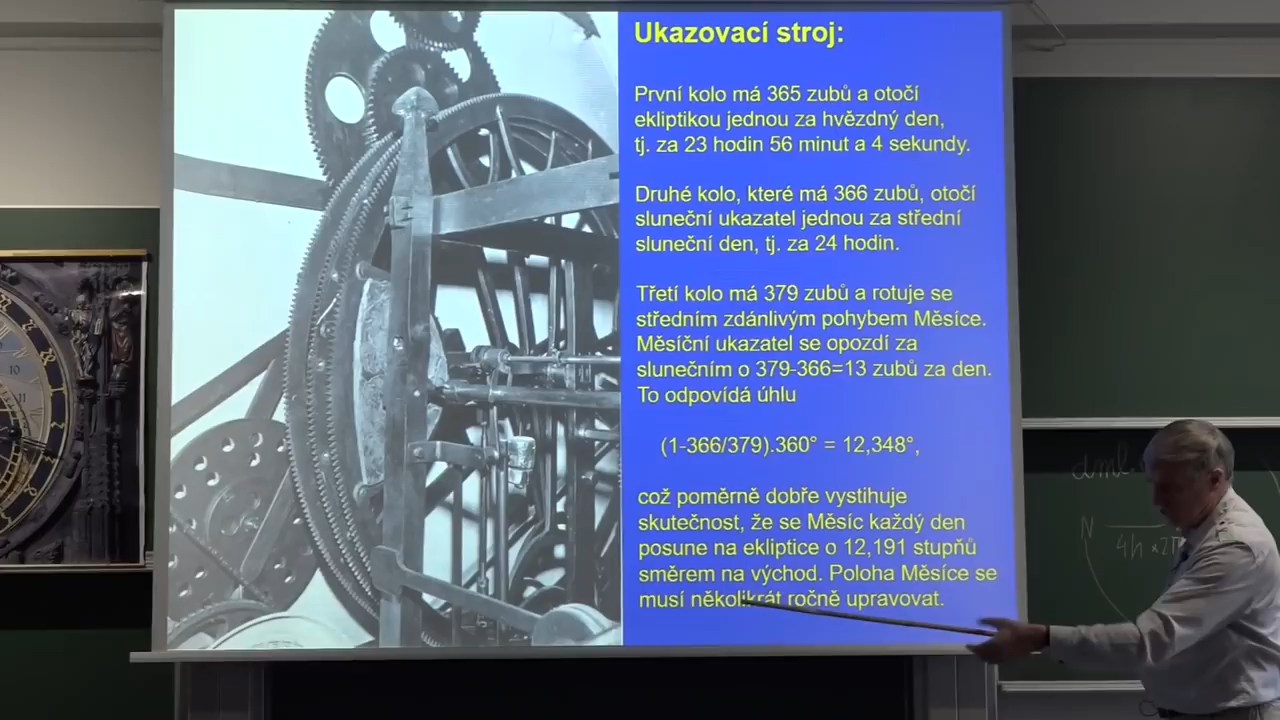 Ukazovací stroj:
První kolo má 365 zubů a otočí
ekliptikou jednou za hvězdný den,
tj. za 23 hodin 56 minut a 4 sekundy.
Druhé kolo, které má 366 zubů, otočí
sluneční ukazatel jednou za střední
sluneční den, tj. za 24 hodin.
Třetí kolo má 379 zubů a rotuje se
středním zdánlivým pohybem Měsíce.
Měsíční ukazatel se opozdí za
slunečním o 379-366=13 zubů za den.
To odpovídá úhlu
(1-366/379).360° = 12,348°,
což poměrně dobře vystihuje
skutečnost, že se Měsíc každý den
posune na ekliptice o 12,191 stupňů
směrem na východ. Poloha Měsíce se
musí několikrát ročně upravovat.
N